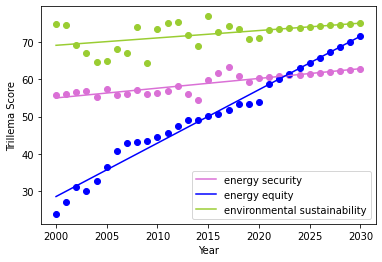 Trillema Score
70
60
50
40
30
2000 2005 2010 2015 2020 2025 2030
Year
energy security
energy equity
environmental sustainability